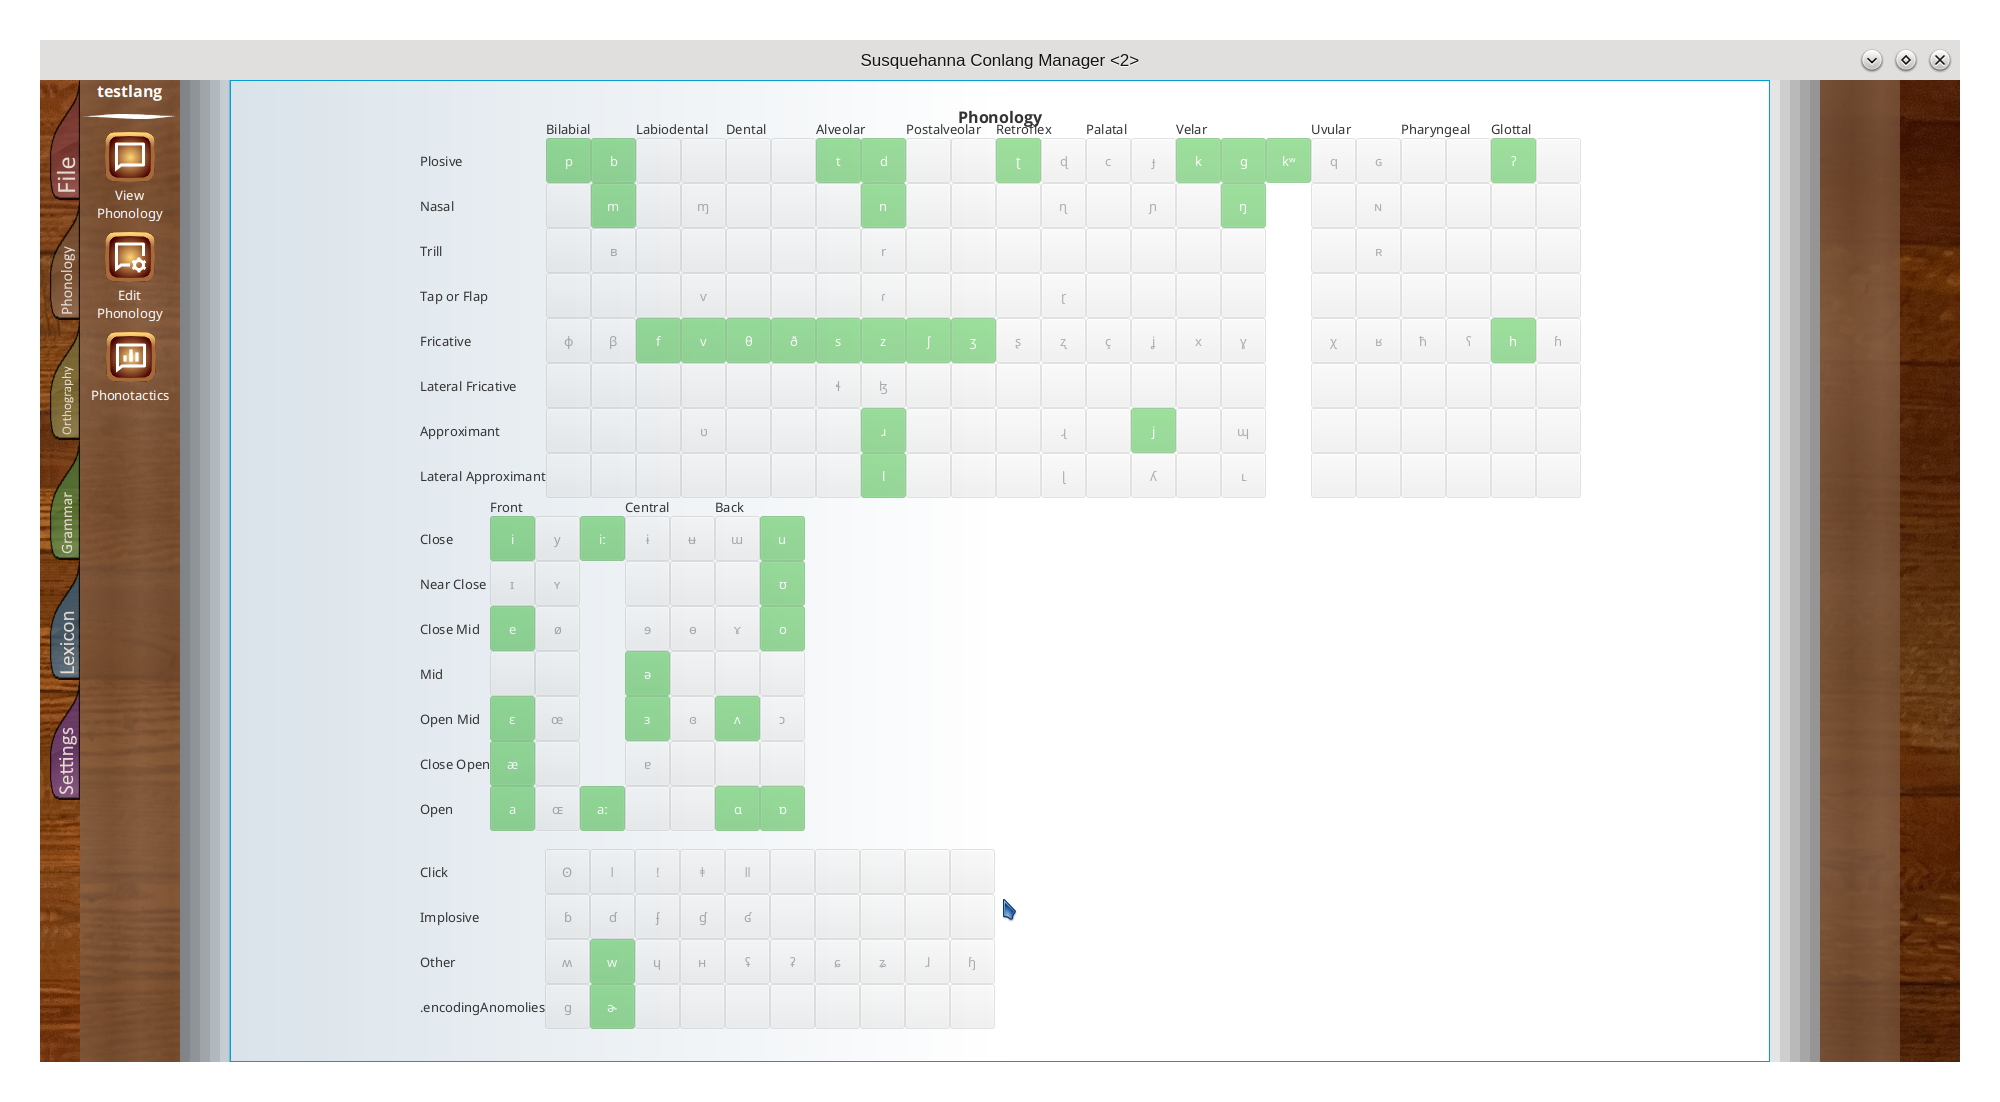 Susquehanna Conlang Manager <2>
testlang
File
Phonology
Orthography
Grammar
Lexicon
Settings
View
Phonology
Edit
Phonology
Phonotactics
Phonology
Bilabial Labiodental Dental Alveolar Postalveolar Retroflex Palatal Velar Uvular Pharyngeal Glottal
Plosive p b t d ʈ ɖ c ɟ k g kʷ q ɢ ʔ
Nasal m ɱ n ɳ ɲ ŋ ɴ
Trill ʙ r ʀ
Tap or Flap ⱱ ɾ ɽ
Fricative ɸ β f v θ ð s z ʃ ʒ ʂ ʐ ç ʝ x ɣ χ ʁ ħ ʕ h ɦ
Lateral Fricative ɬ ɮ
Approximant ʋ ɹ ɻ j ɰ
Lateral Approximant l ɭ ʎ ʟ
Front Central Back
Close i y i: ɨ ʉ ɯ u
Near Close ɪ ʏ ʊ
Close Mid e ø ɘ ɵ ɤ o
Mid ə
Open Mid ɛ œ ɜ ɞ ʌ ɔ
Close Open æ ɐ
Open a ɶ a: ɑ ɒ
Click ʘ ǀ ǃ ǂ ǁ
Implosive ɓ ɗ ʄ ɠ ʛ
Other ʍ w ɥ ʜ ʢ ʡ ɕ ʑ ɺ ɧ
.encodingAnomolies g ɚ